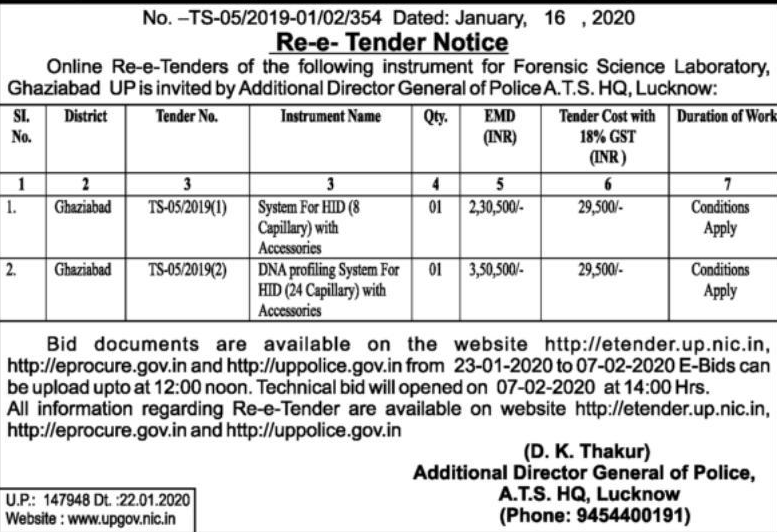 No. –TS-05/2019-01/02/354 Dated: January, 16 , 2020
Re-e- Tender Notice
Online Re-e-Tenders of the following instrument for Forensic Science Laboratory,
Ghaziabad UP is invited by Additional Director General of Police A.T.S. HQ, Lucknow:
Sl. No. District Tender No. Instrument Name Qty. EMD (INR) Tender Cost with 18% GST (INR ) Duration of Work
1 2 3 3 4 5 6 7
1. Ghaziabad TS-05/2019(1) System For HID (8 Capillary) with Accessories 01 2,30,500/- 29,500/- Conditions Apply
2. Ghaziabad TS-05/2019(2) DNA profiling System For HID (24 Capillary) with Accessories 01 3,50,500/- 29,500/- Conditions Apply
Bid documents are available on the website http://etender.up.nic.in,
http://eprocure.gov.in and http://uppolice.gov.in from 23-01-2020 to 07-02-2020 E-Bids can
be upload upto at 12:00 noon. Technical bid will opened on 07-02-2020 at 14:00 Hrs.
All information regarding Re-e-Tender are available on website http://etender.up.nic.in,
http://eprocure.gov.in and http://uppolice.gov.in
(D. K. Thakur)
Additional Director General of Police,
A.T.S. HQ, Lucknow
(Phone: 9454400191)
U.P.: 147948 Dt. :22.01.2020
Website : www.upgov.nic.in